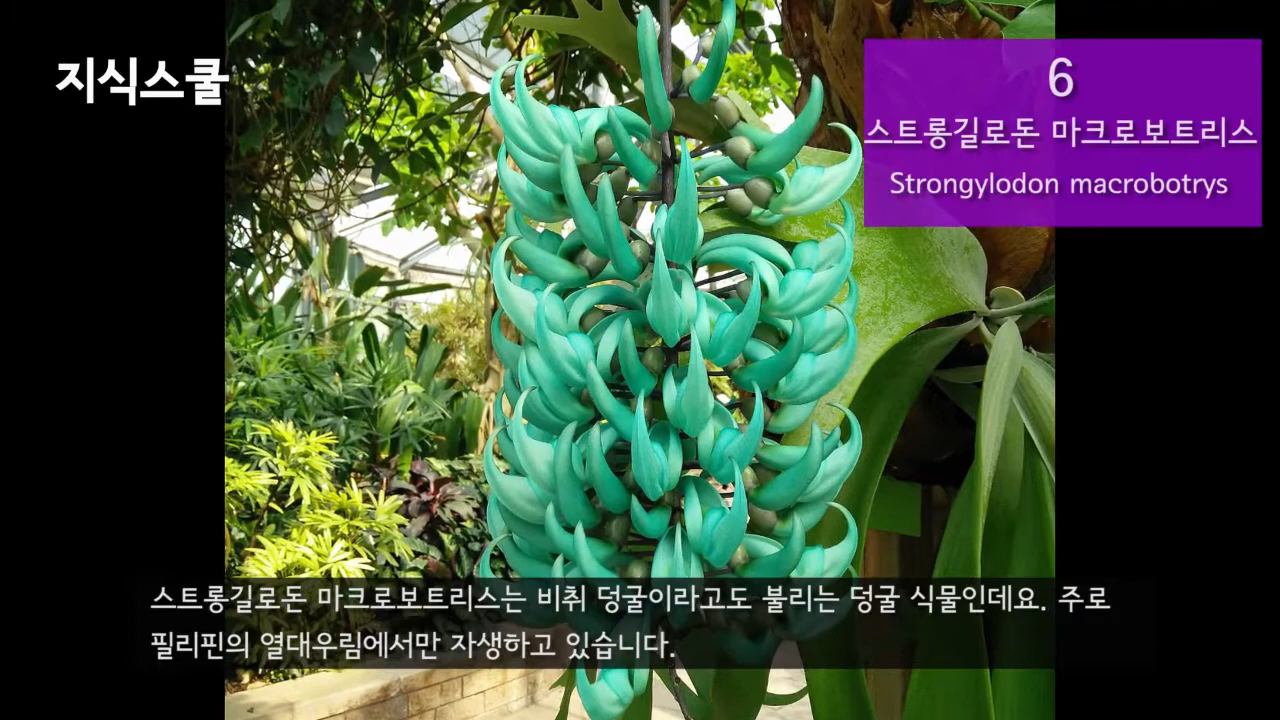 지식스쿨
6
스트롱길로돈 마크로보트리스
Strongylodon macrobotrys
스트롱길로돈 마크로보트리스는 비취 덩굴이라고도 불리는 덩굴 식물인데요. 주로
필리핀의 열대우림에서만 자생하고 있습니다.